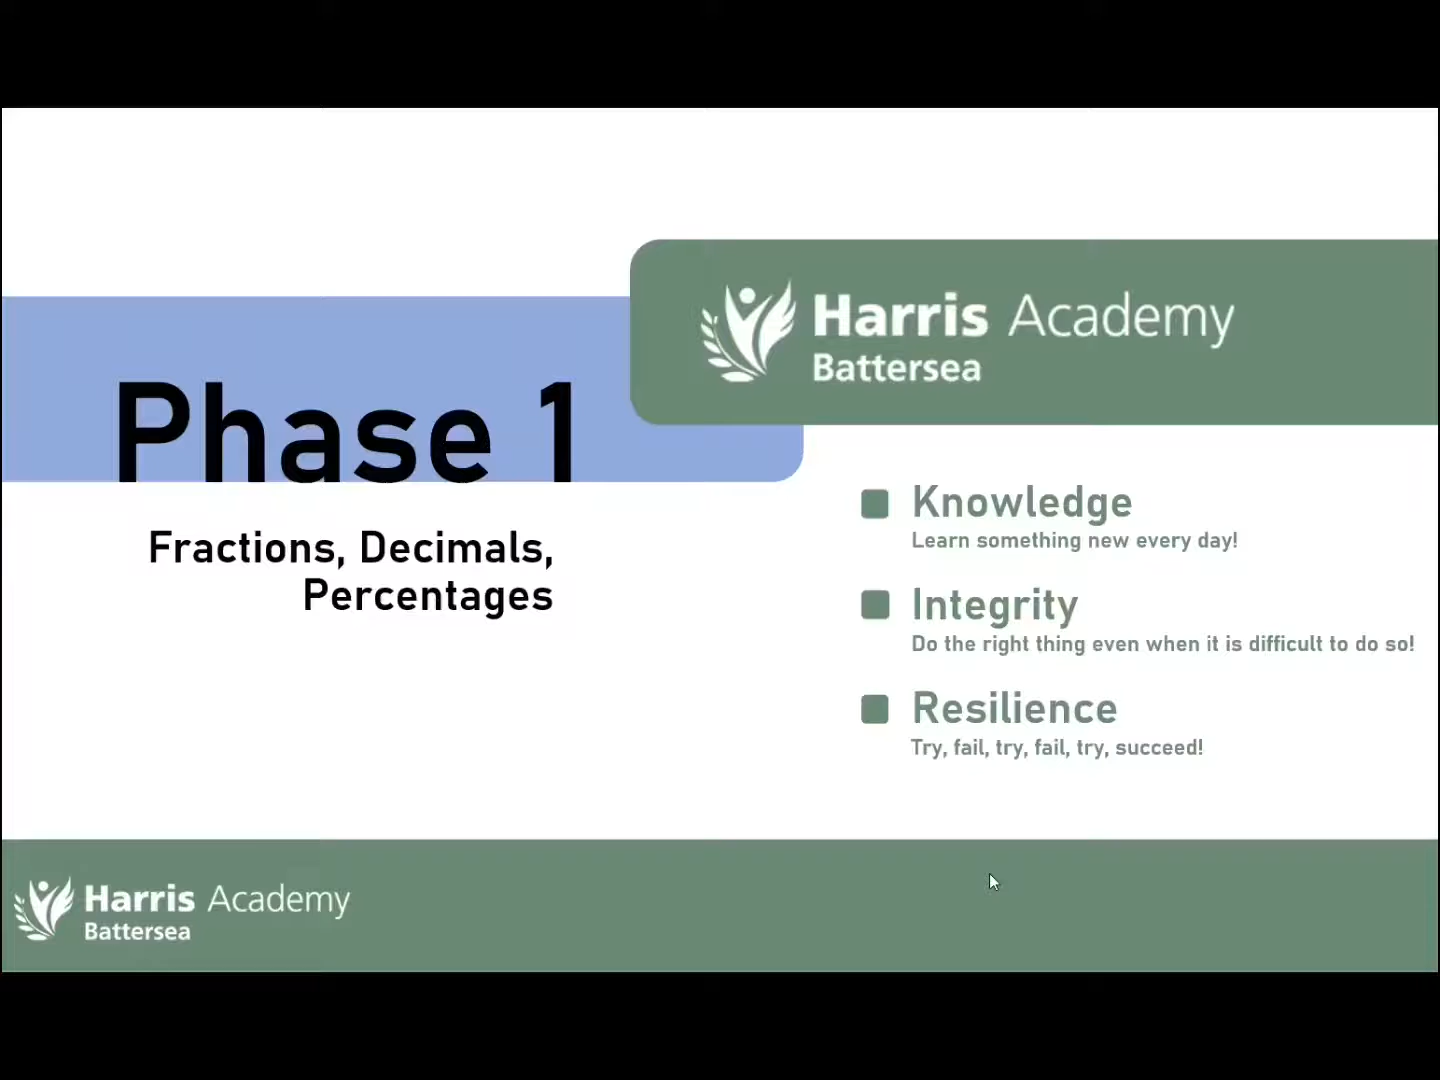 Harris Academy
Battersea
Phase 1
Fractions, Decimals,
Percentages
Knowledge
Learn something new every day!
Integrity
Do the right thing even when it is difficult to do so!
Resilience
Try, fail, try, fail, try, succeed!
Harris Academy
Battersea